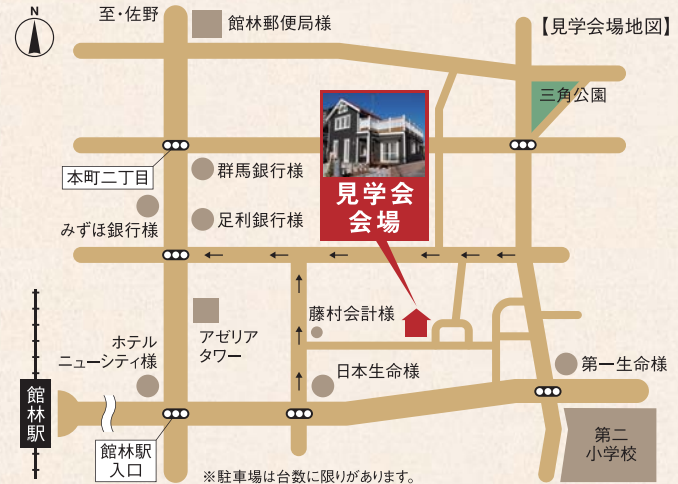 N
至・佐野
館林郵便局様
【見学会場地図】
三角公園
本町二丁目
群馬銀行様
みずほ銀行様
足利銀行様
見学会
会場
藤村会計様
アゼリア
タワー
ホテル
ニューシティ様
日本生命様
第一生命様
館林駅
館林駅
入口
第二
小学校
※駐車場は台数に限りがあります。